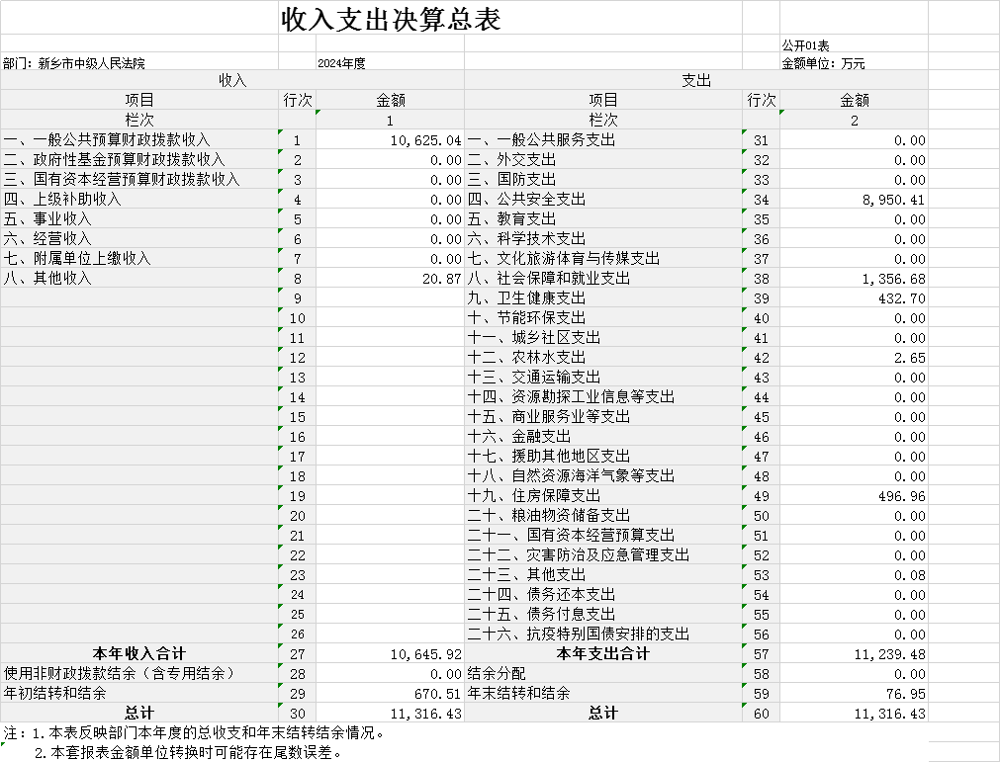 收入支出决算总表
公开01表
部门：新乡市中级人民法院 2024年度 金额单位：万元
收入 支出
项目 行次 金额 项目 行次 金额
栏次 1 栏次 2
一、一般公共预算财政拨款收入 1 10,625.04 一、一般公共服务支出 31 0.00
二、政府性基金预算财政拨款收入 2 0.00 二、外交支出 32 0.00
三、国有资本经营预算财政拨款收入 3 0.00 三、国防支出 33 0.00
四、上级补助收入 4 0.00 四、公共安全支出 34 8,950.41
五、事业收入 5 0.00 五、教育支出 35 0.00
六、经营收入 6 0.00 六、科学技术支出 36 0.00
七、附属单位上缴收入 7 0.00 七、文化旅游体育与传媒支出 37 0.00
八、其他收入 8 20.87 八、社会保障和就业支出 38 1,356.68
9 九、卫生健康支出 39 432.70
10 十、节能环保支出 40 0.00
11 十一、城乡社区支出 41 0.00
12 十二、农林水支出 42 2.65
13 十三、交通运输支出 43 0.00
14 十四、资源勘探工业信息等支出 44 0.00
15 十五、商业服务业等支出 45 0.00
16 十六、金融支出 46 0.00
17 十七、援助其他地区支出 47 0.00
18 十八、自然资源海洋气象等支出 48 0.00
19 十九、住房保障支出 49 496.96
20 二十、粮油物资储备支出 50 0.00
21 二十一、国有资本经营预算支出 51 0.00
22 二十二、灾害防治及应急管理支出 52 0.00
23 二十三、其他支出 53 0.08
24 二十四、债务还本支出 54 0.00
25 二十五、债务付息支出 55 0.00
26 二十六、抗疫特别国债安排的支出 56 0.00
本年收入合计 27 10,645.92 本年支出合计 57 11,239.48
使用非财政拨款结余（含专用结余） 28 0.00 结余分配 58 0.00
年初结转和结余 29 670.51 年末结转和结余 59 76.95
总计 30 11,316.43 总计 60 11,316.43
注：1.本表反映部门本年度的总收支和年末结转结余情况。
2.本套报表金额单位转换时可能存在尾数误差。